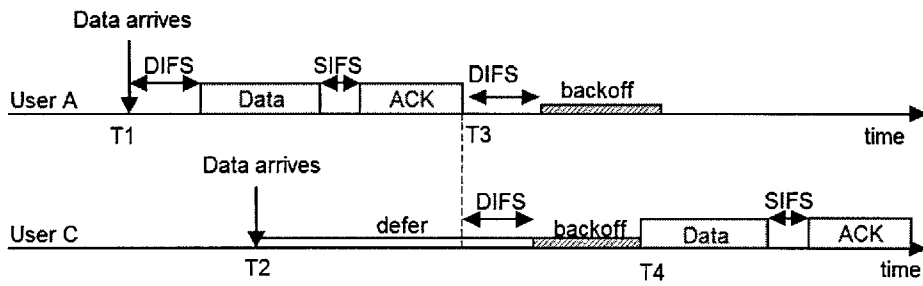 Data arrives
DIFS
SIFS
DIFS
User A
Data
ACK
backoff
T1
T3
time
Data arrives
DIFS
SIFS
User C
defer
backoff
Data
ACK
T2
T4
time